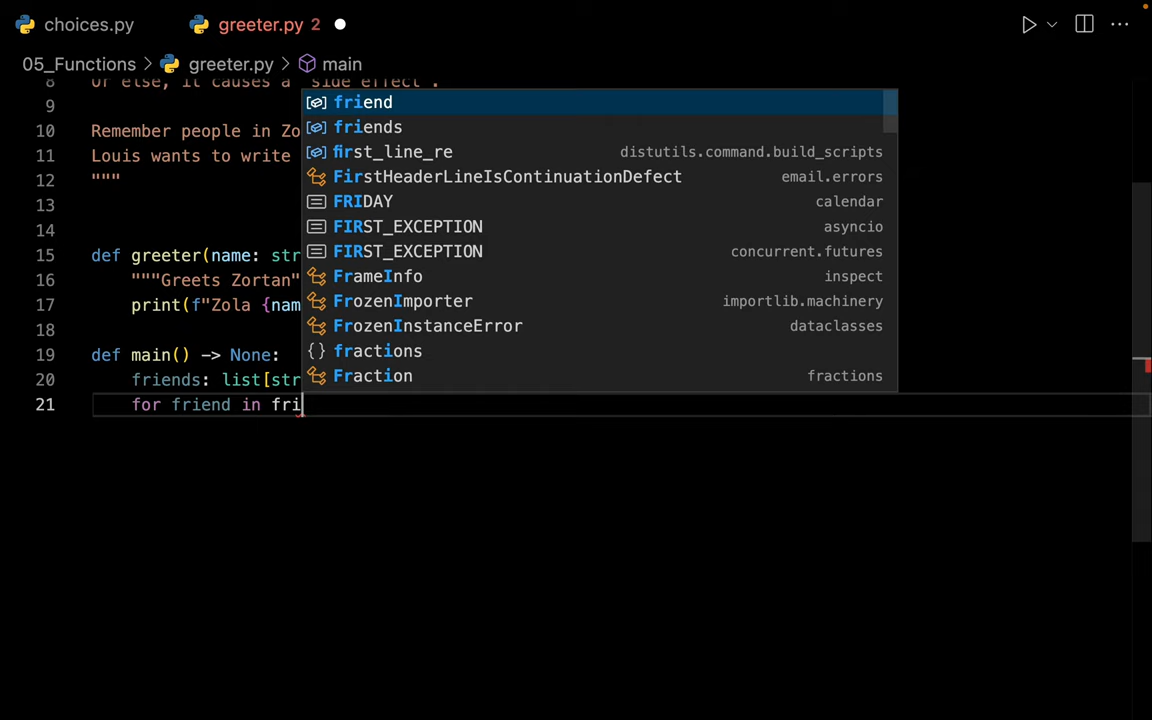 choices.py greeter.py 2
05_Functions > greeter.py > main
8 Or else, it causes a "side effect".
9
10 Remember people in Zo
11 Louis wants to write
12 """
13
14
15 def greeter(name: str
16 """Greets Zortan"
17 print(f"Zola {nam
18
19 def main() -> None:
20 friends: list[str
21 for friend in fri
friend
friends
first_line_re distutils.command.build_scripts
FirstHeaderLineIsContinuationDefect email.errors
FRIDAY calendar
FIRST_EXCEPTION asyncio
FIRST_EXCEPTION concurrent.futures
FrameInfo inspect
FrozenImporter importlib.machinery
FrozenInstanceError dataclasses
fractions
Fraction fractions